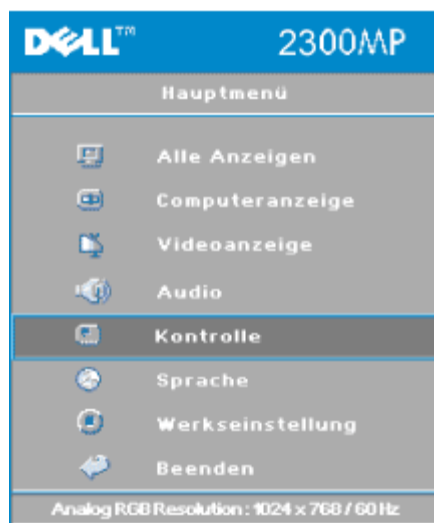 DELL™ 2300MP
Hauptmenü
Alle Anzeigen
Computeranzeige
Videoanzeige
Audio
Kontrolle
Sprache
Werkseinstellung
Beenden
Analog RGB Resolution : 1024 x 768 / 60 Hz